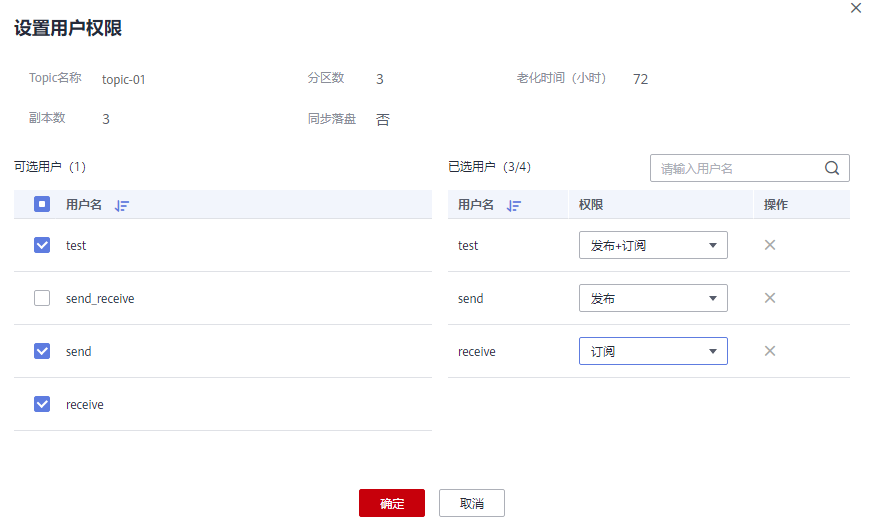 设置用户权限
Topic名称 topic-01 分区数 3 老化时间（小时） 72
副本数 3 同步落盘 否
可选用户（1） 已选用户（3/4） 请输入用户名
用户名 用户名 权限 操作
test test 发布+订阅
send_receive send 发布
send receive 订阅
receive
确定 取消